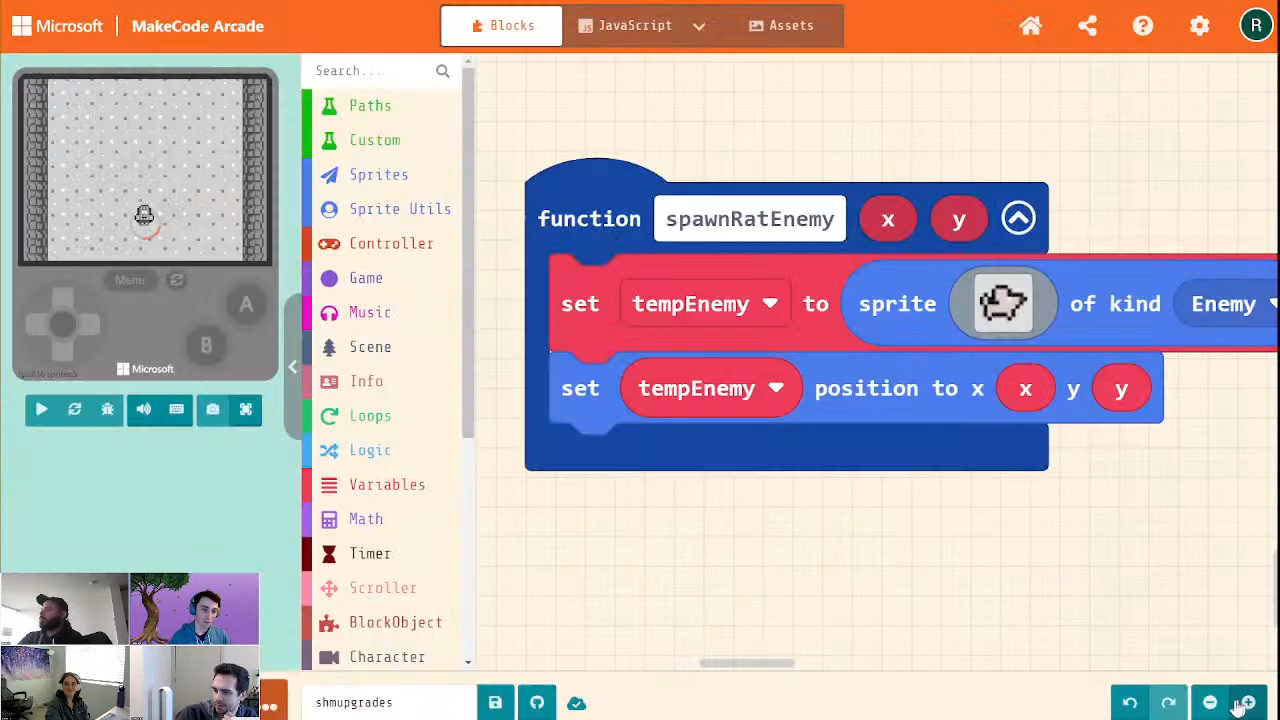 Microsoft
MakeCode Arcade
Blocks
JavaScript
Assets
R
Search...
Paths
Custom
Sprites
Sprite Utils
Controller
Game
Music
Scene
Info
Loops
Logic
Variables
Math
Timer
Scroller
BlockObject
Character
Menu
A
B
Microsoft
function spawnRatEnemy x y
set tempEnemy to sprite of kind Enemy
set tempEnemy position to x x y y
shmupgrades